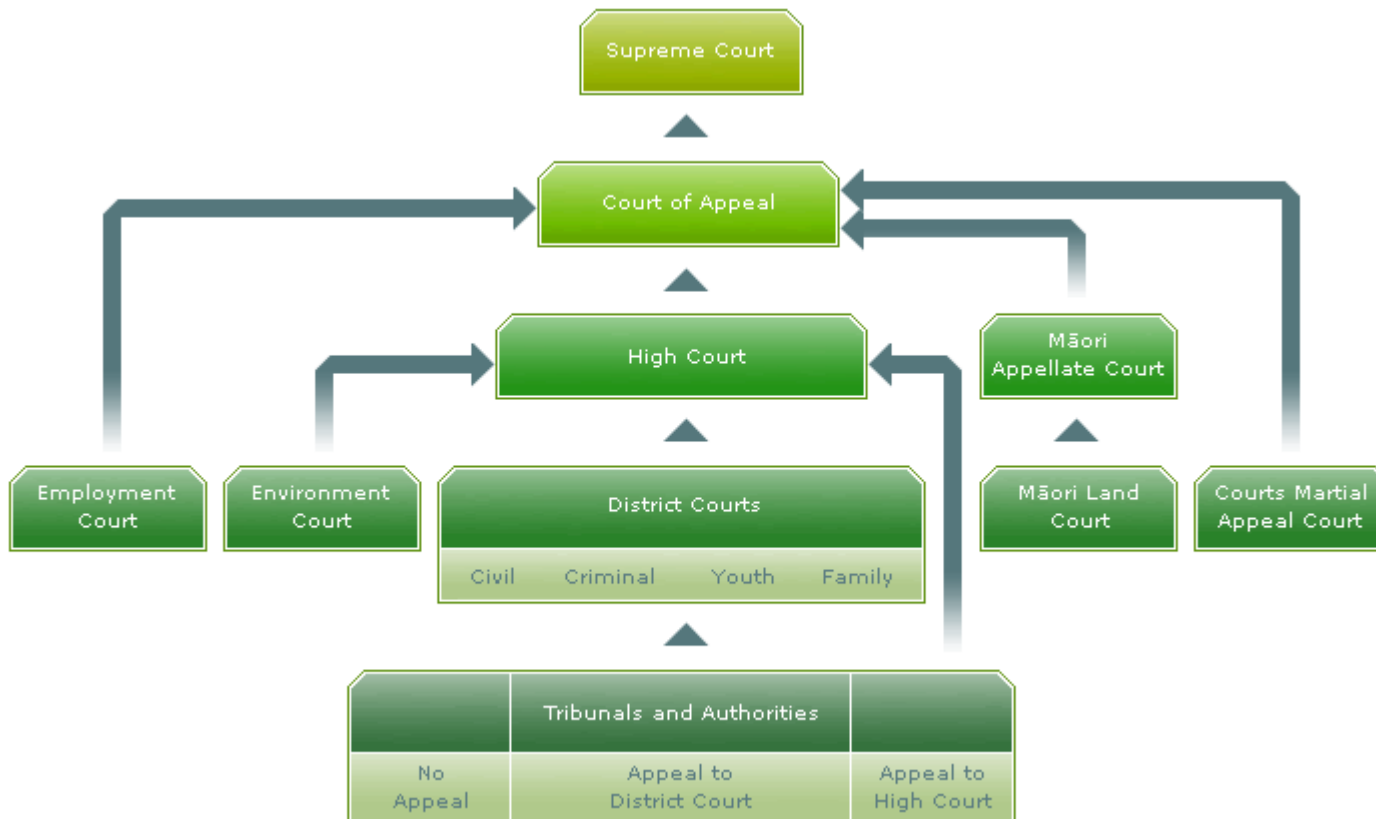 Supreme Court
Court of Appeal
High Court
Māori
Appellate Court
Employment
Court
Environment
Court
District Courts
Civil Criminal Youth Family
Māori Land
Court
Courts Martial
Appeal Court
Tribunals and Authorities
No
Appeal
Appeal to
District Court
Appeal to
High Court